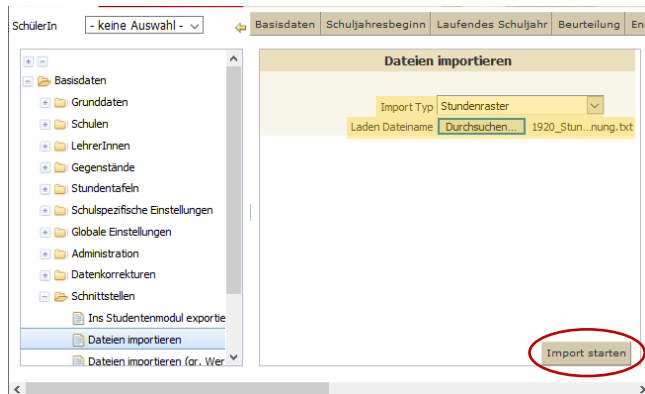 SchülerIn - keine Auswahl - Basisdaten Schuljahresbeginn Laufendes Schuljahr Beurteilung En
Basisdaten
Grunddaten
Schulen
LehrerInnen
Gegenstände
Stundentafeln
Schulspezifische Einstellungen
Globale Einstellungen
Administration
Datenkorrekturen
Schnittstellen
Ins Studentenmodul exportie
Dateien importieren
Dateien importieren (gr. Wer
Dateien importieren
Import Typ Stundenraster
Laden Dateiname Durchsuchen... 1920_Stun...nung.txt
Import starten